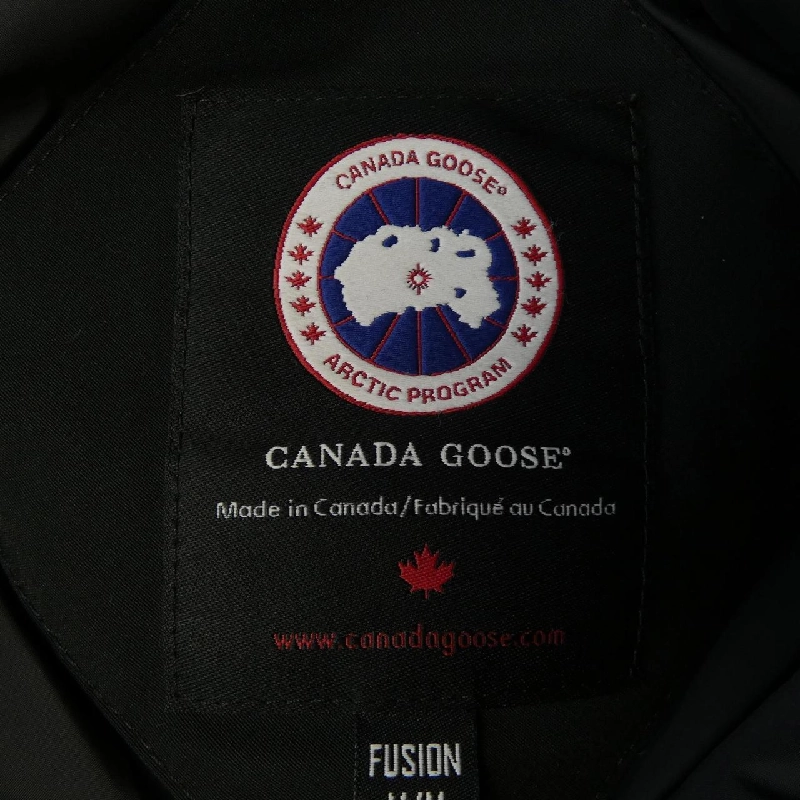 CANADA GOOSE®
ARCTIC PROGRAM
CANADA GOOSE®
Made in Canada/Fabriqué au Canada
www.canadagoose.com
FUSION